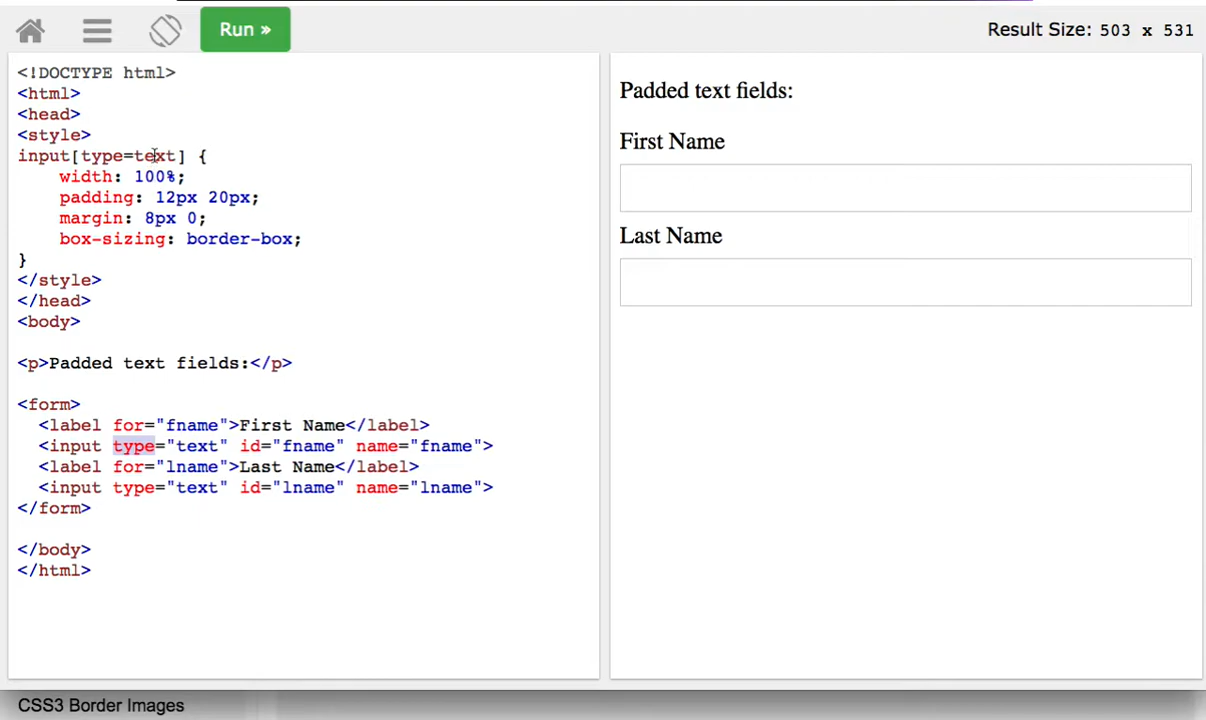 Run »
Result Size: 503 x 531
<!DOCTYPE html>
<html>
<head>
<style>
input[type=text] {
    width: 100%;
    padding: 12px 20px;
    margin: 8px 0;
    box-sizing: border-box;
}
</style>
</head>
<body>
<p>Padded text fields:</p>
<form>
  <label for="fname">First Name</label>
  <input type="text" id="fname" name="fname">
  <label for="lname">Last Name</label>
  <input type="text" id="lname" name="lname">
</form>
</body>
</html>
Padded text fields:
First Name
Last Name
CSS3 Border Images